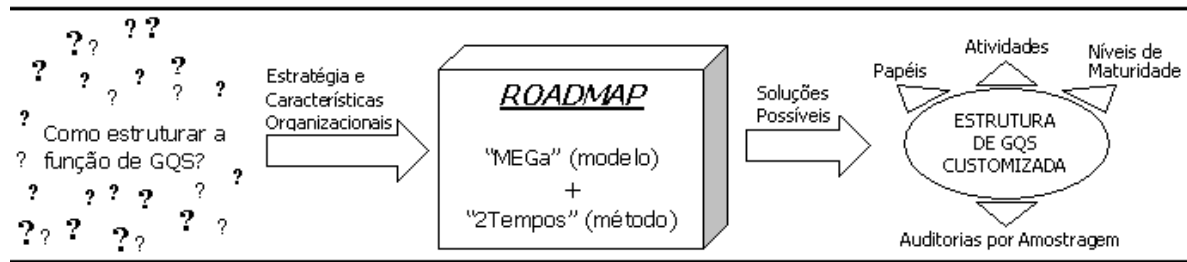 ? ? ? ?
? ? ? ? ? ? ?
?
Como estruturar a
? função de GQS?
? ? ? ? ? ?
? ? ? ? ? ? ?
Estratégia e
Características
Organizacionais
ROADMAP
"MEGa" (modelo)
+
"2Tempos" (método)
Soluções
Possíveis
Atividades
Papéis
Níveis de
Maturidade
ESTRUTURA
DE GQS
CUSTOMIZADA
Auditorias por Amostragem